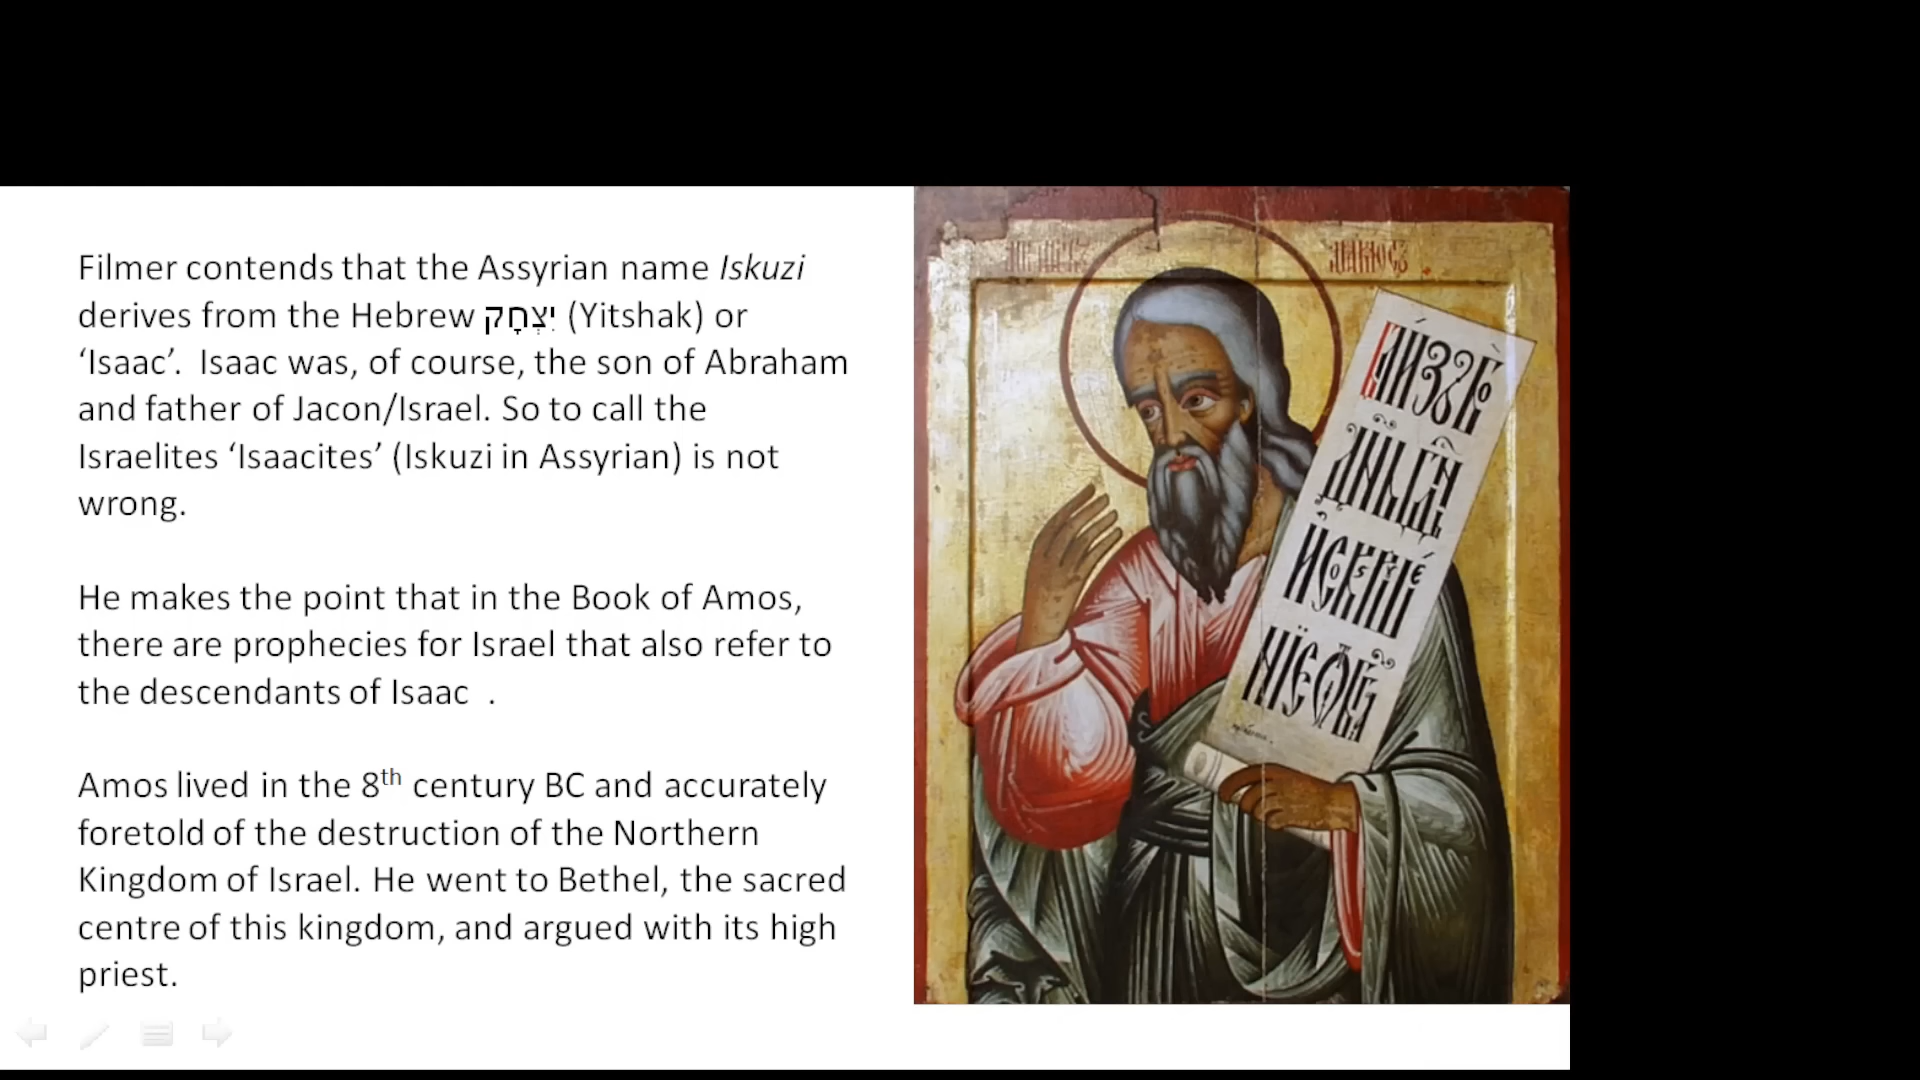 Filmer contends that the Assyrian name Iskuzi
derives from the Hebrew יִצְחָק (Yitshak) or
‘Isaac’.  Isaac was, of course, the son of Abraham
and father of Jacon/Israel. So to call the
Israelites ‘Isaacites’ (Iskuzi in Assyrian) is not
wrong.
He makes the point that in the Book of Amos,
there are prophecies for Israel that also refer to
the descendants of Isaac  .
Amos lived in the 8th century BC and accurately
foretold of the destruction of the Northern
Kingdom of Israel. He went to Bethel, the sacred
centre of this kingdom, and argued with its high
priest.